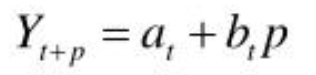 Y_{t+p} = a_t + b_t p